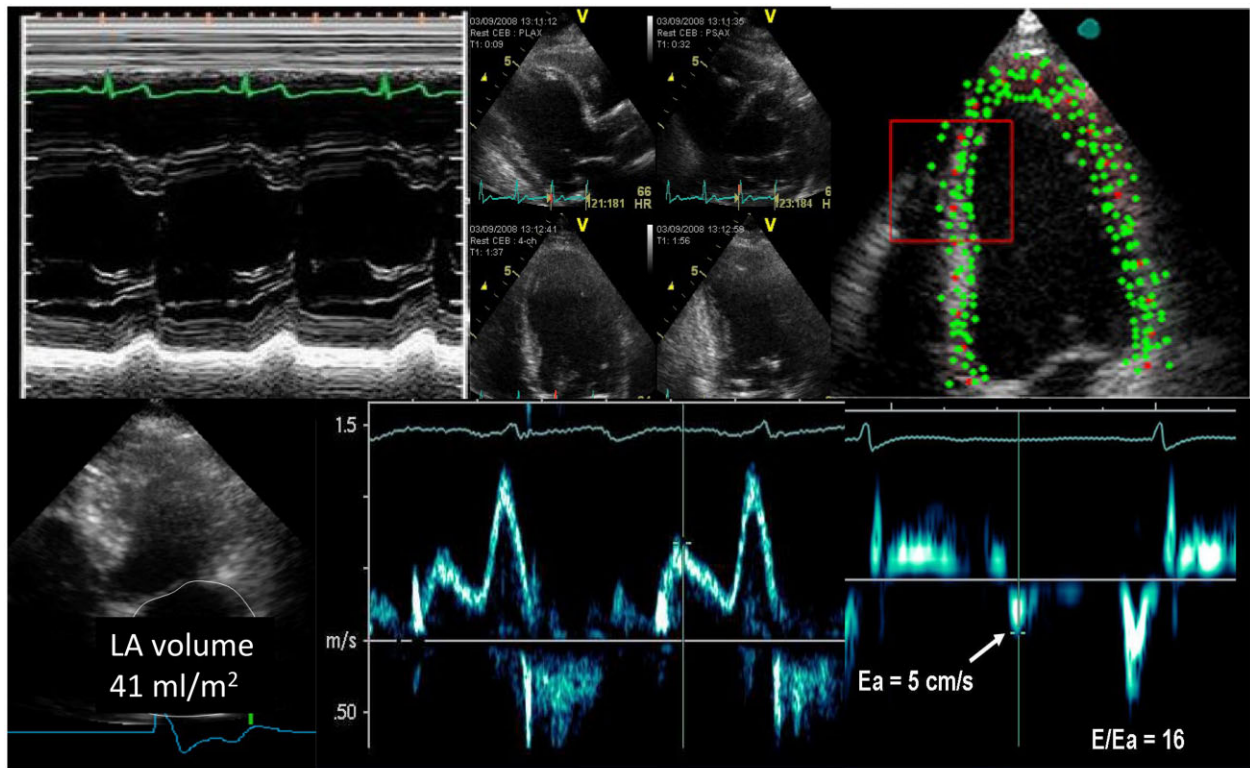 V
03/09/2008 13:11:12
Rest CEB: PLAX
T1: 0:09
5
66
HR
21:181
V
03/09/2008 13:11:35
Rest CEB: PSAX
T1: 0:32
5
HR
23:184
V
03/09/2008 13:12:41
Rest CEB: 4-ch
T1: 1:37
5
V
03/09/2008 13:12:59
T1: 1:56
5
LA volume
41 ml/m²
1.5
m/s
.50
Ea = 5 cm/s
E/Ea = 16